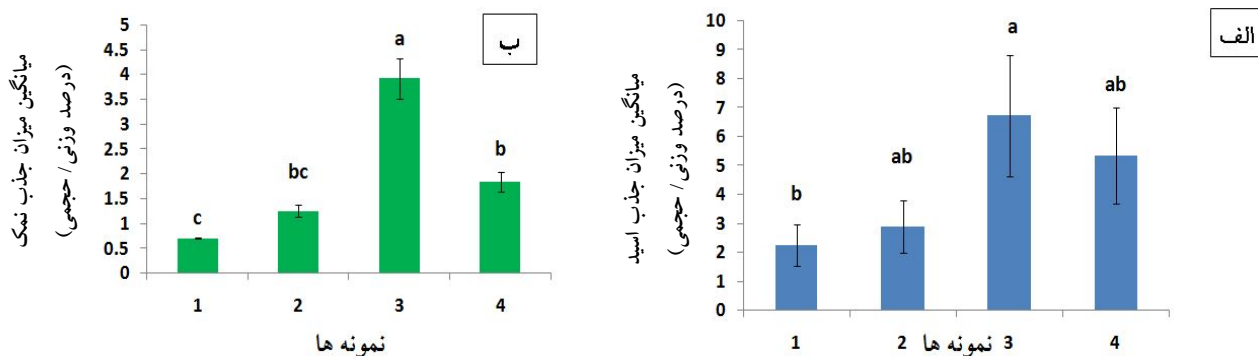 الف
میانگین میزان جذب اسید
(درصد وزنی/ حجمی)
10
9
8
7
6
5
4
3
2
1
0
b
ab
a
ab
1 2 3 4
نمونه ها
ب
میانگین میزان جذب نمک
(درصد وزنی/ حجمی)
5
4.5
4
3.5
3
2.5
2
1.5
1
0.5
0
c
bc
a
b
1 2 3 4
نمونه ها